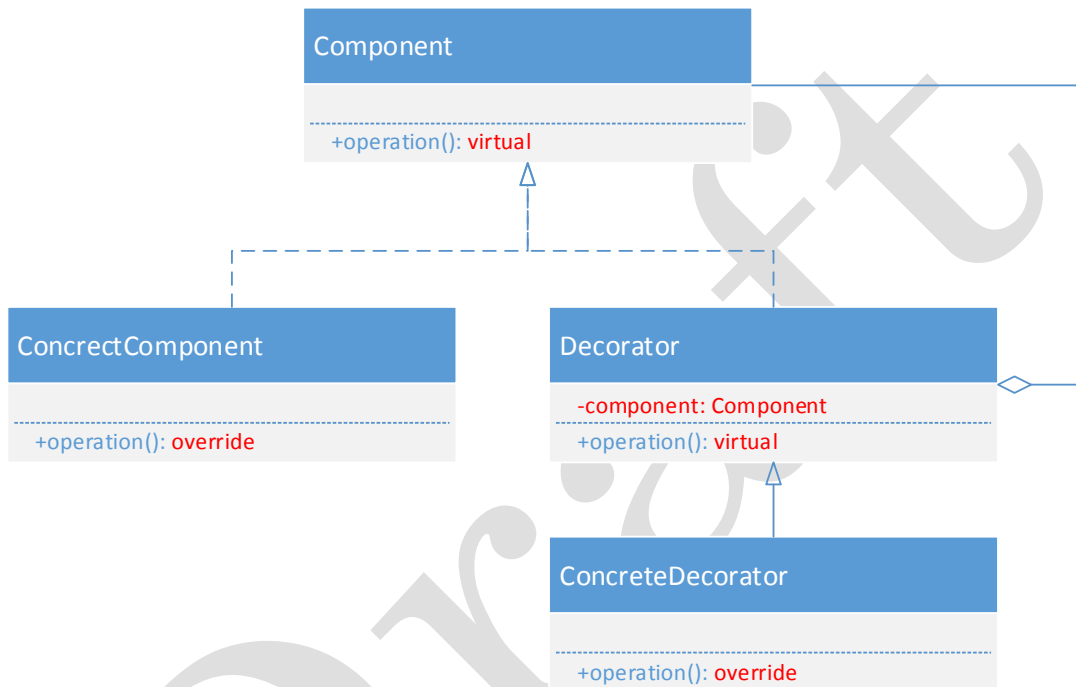 Component
+operation(): virtual
ConcrectComponent
+operation(): override
Decorator
-component: Component
+operation(): virtual
ConcreteDecorator
+operation(): override